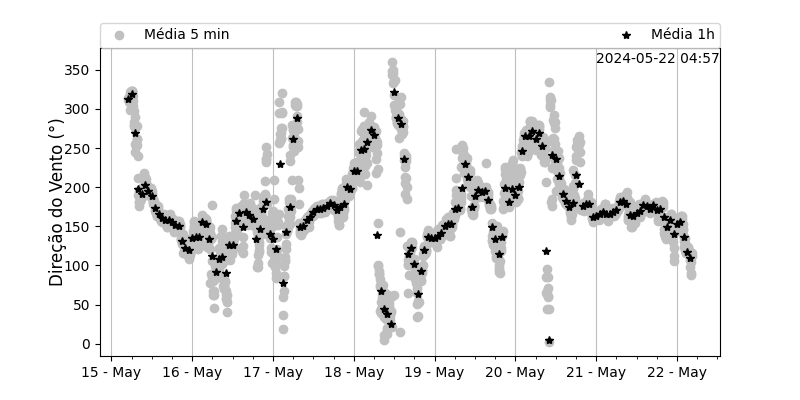 Média 5 min
Média 1h
2024-05-22 04:57
Direção do Vento (°)
350
300
250
200
150
100
50
0
15 - May
16 - May
17 - May
18 - May
19 - May
20 - May
21 - May
22 - May